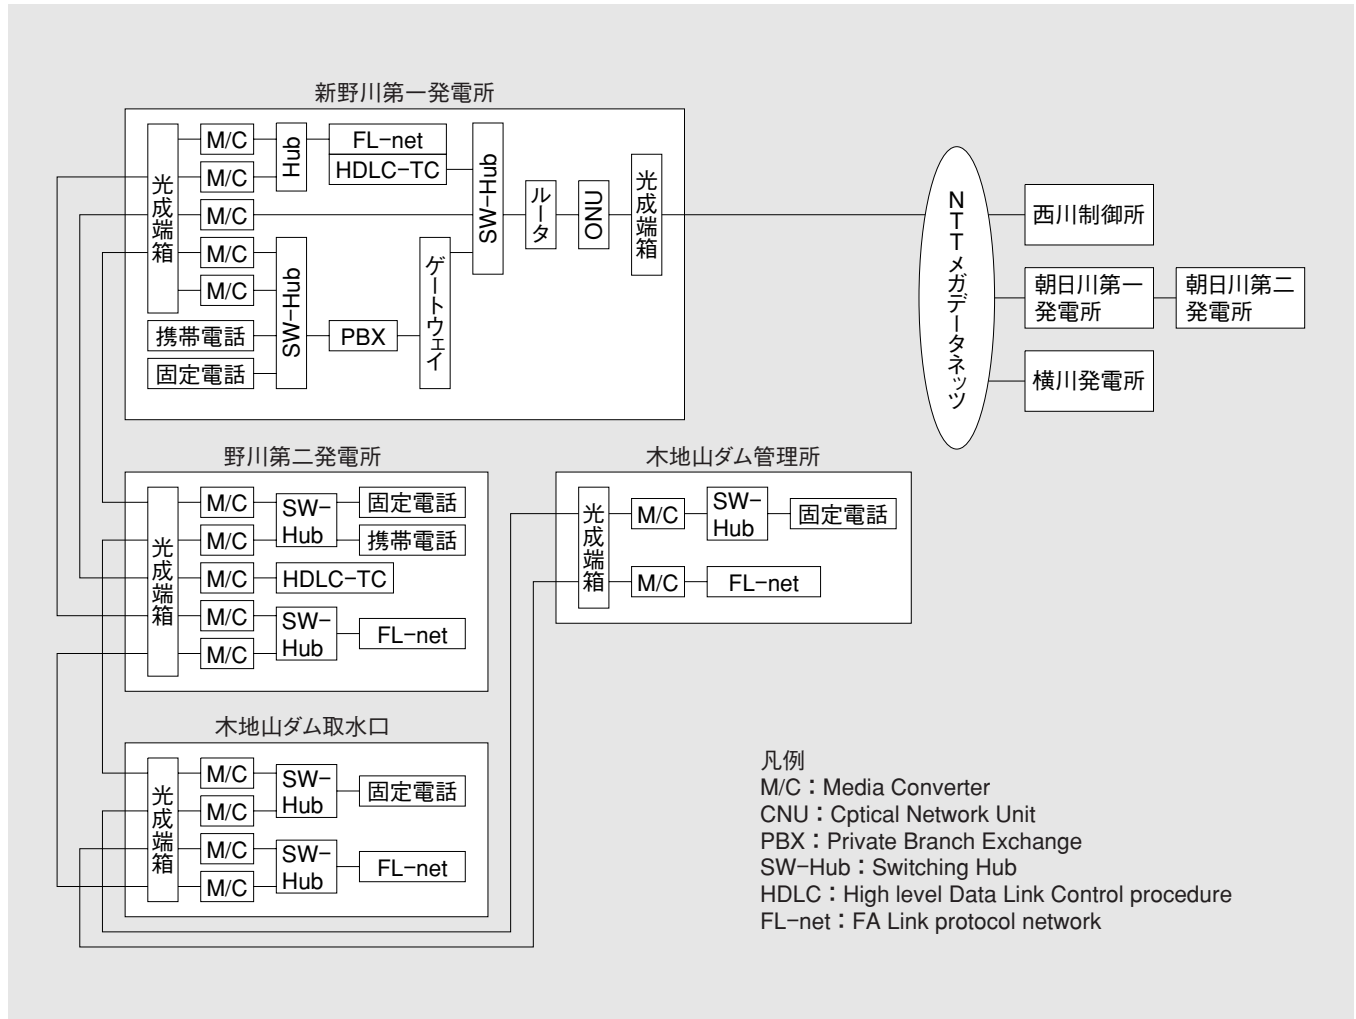 新野川第一発電所
光成端箱
M/C
M/C
M/C
M/C
M/C
Hub
FL-net
HDLC-TC
SW-Hub
ルータ
ONU
光成端箱
SW-Hub
携帯電話
固定電話
PBX
ゲートウェイ
NTTメガデータネッツ
西川制御所
朝日川第一
発電所
朝日川第二
発電所
横川発電所
野川第二発電所
光成端箱
M/C
M/C
M/C
M/C
M/C
SW-
Hub
固定電話
携帯電話
HDLC-TC
SW-
Hub
FL-net
木地山ダム管理所
光成端箱
M/C
SW-
Hub
固定電話
M/C
FL-net
木地山ダム取水口
光成端箱
M/C
M/C
M/C
M/C
SW-
Hub
固定電話
SW-
Hub
FL-net
凡例
M/C：Media Converter
CNU：Cptical Network Unit
PBX：Private Branch Exchange
SW-Hub：Switching Hub
HDLC：High level Data Link Control procedure
FL-net：FA Link protocol network